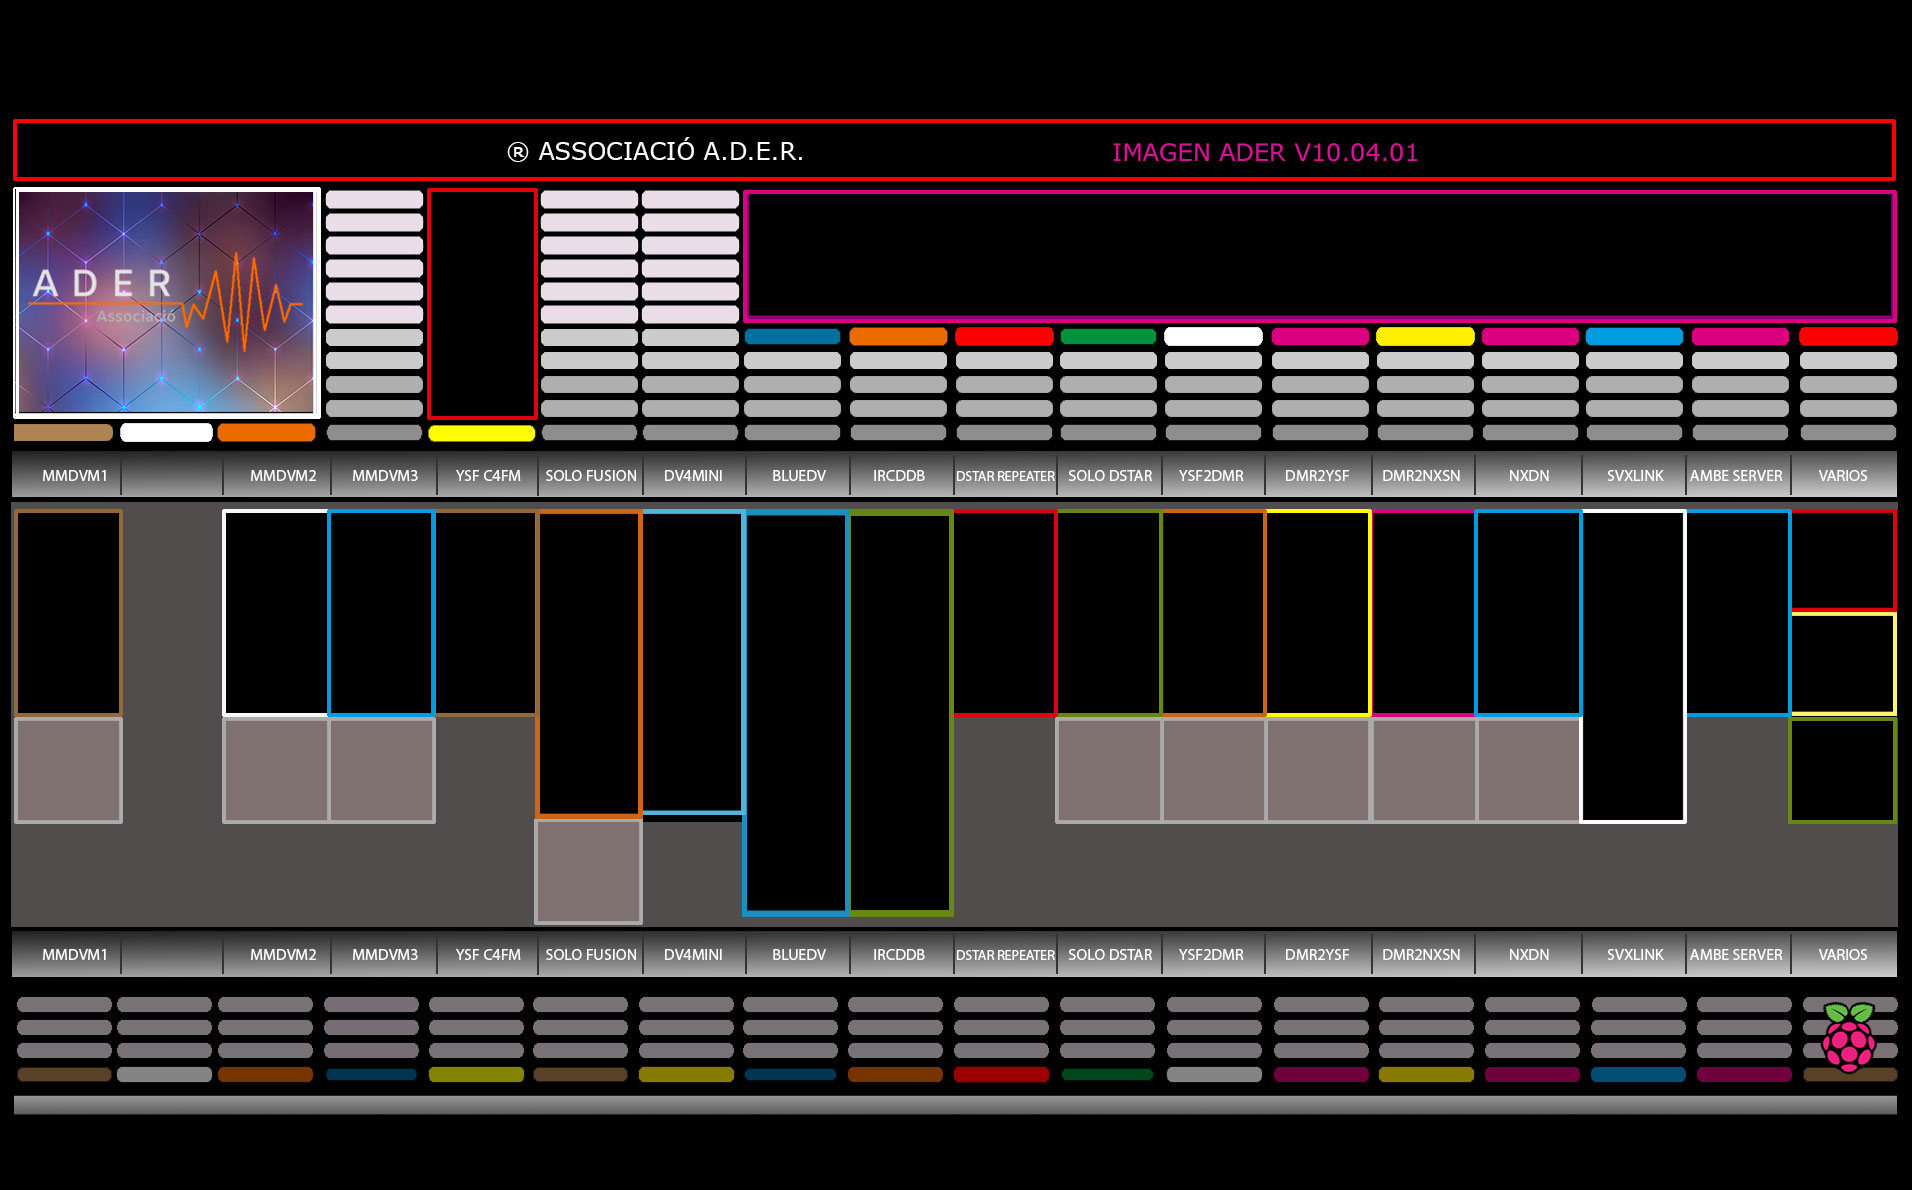 ® ASSOCIACIÓ A.D.E.R. IMAGEN ADER V10.04.01
ADER
Associació
MMDVM1 MMDVM2 MMDVM3 YSF C4FM SOLO FUSION DV4MINI BLUEDV IRCDDB DSTAR REPEATER SOLO DSTAR YSF2DMR DMR2YSF DMR2NXSN NXDN SVXLINK AMBE SERVER VARIOS
MMDVM1 MMDVM2 MMDVM3 YSF C4FM SOLO FUSION DV4MINI BLUEDV IRCDDB DSTAR REPEATER SOLO DSTAR YSF2DMR DMR2YSF DMR2NXSN NXDN SVXLINK AMBE SERVER VARIOS